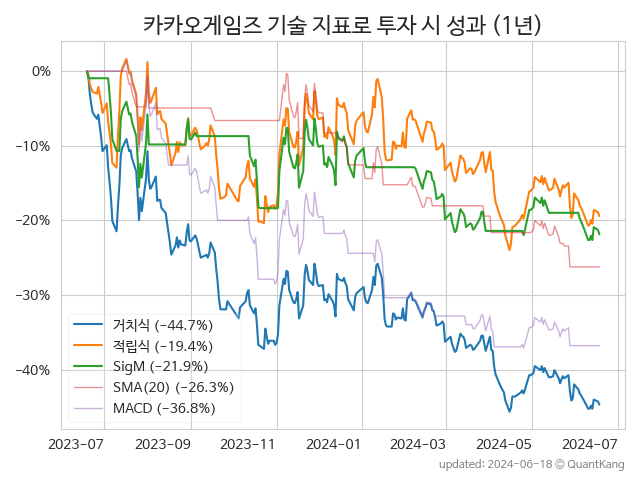 카카오게임즈 기술 지표로 투자 시 성과 (1년)
0%
−10%
−20%
−30%
−40%
거치식 (−44.7%)
적립식 (−19.4%)
SigM (−21.9%)
SMA(20) (−26.3%)
MACD (−36.8%)
2023−07 2023−09 2023−11 2024−01 2024−03 2024−05 2024−07
updated: 2024-06-18 ⓒ QuantKang